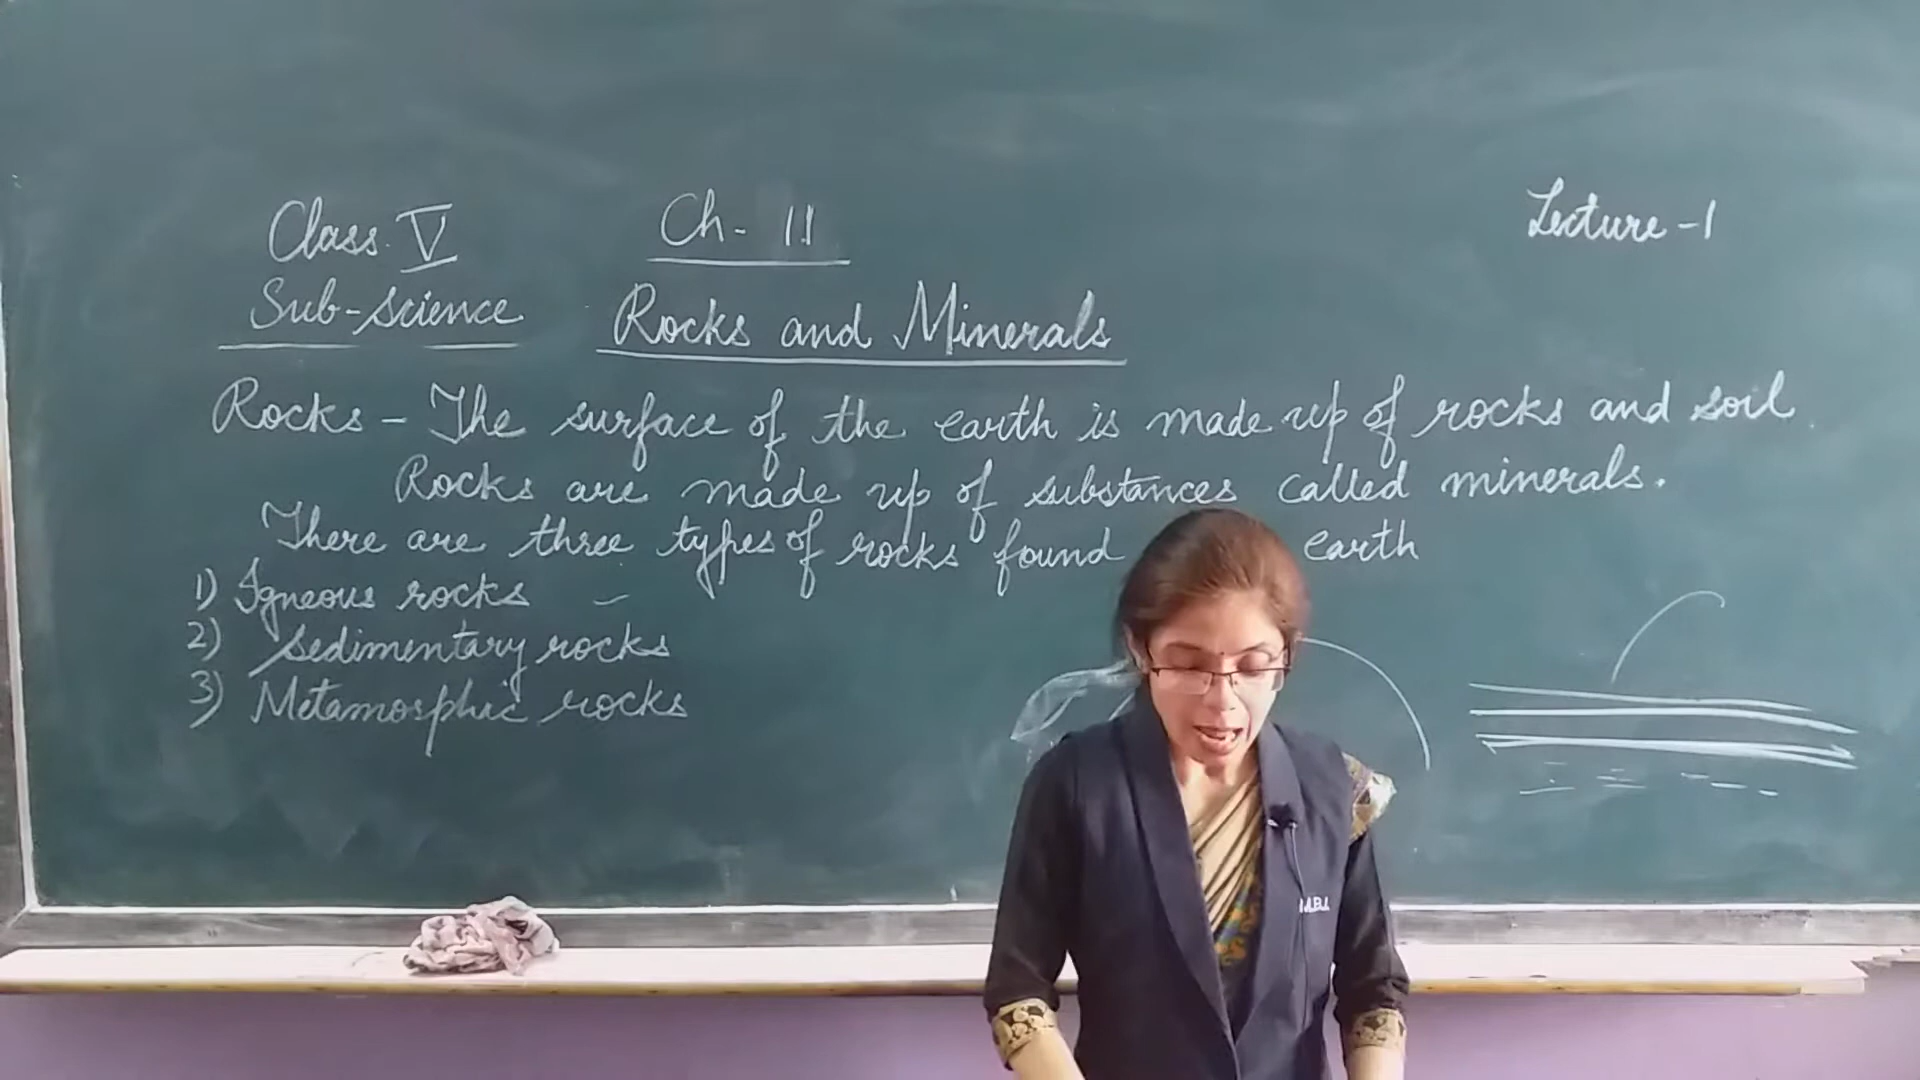 Class V
Ch- 11
Lecture-1
Sub-science
Rocks and Minerals
Rocks - The surface of the earth is made up of rocks and soil.
Rocks are made up of substances called minerals.
There are three types of rocks found earth
1) Igneous rocks
2) Sedimentary rocks
3) Metamorphic rocks